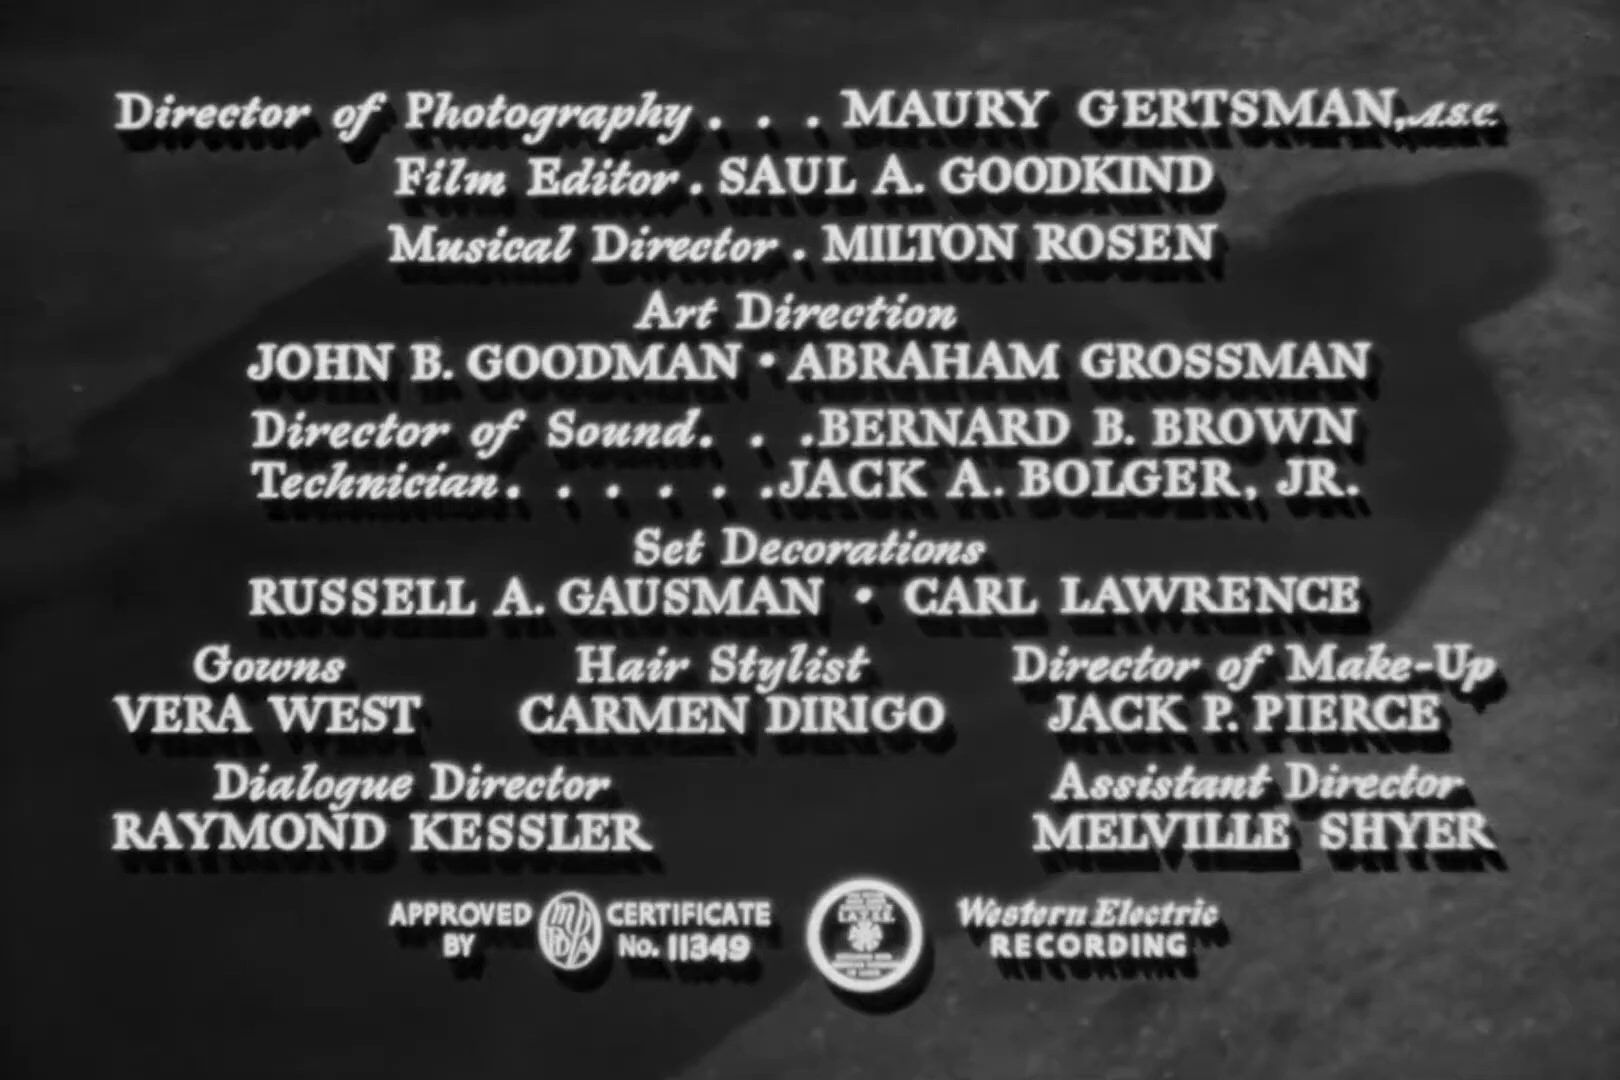 Director of Photography . . . MAURY GERTSMAN, A.S.C.
Film Editor . SAUL A. GOODKIND
Musical Director . MILTON ROSEN
Art Direction
JOHN B. GOODMAN · ABRAHAM GROSSMAN
Director of Sound . . . BERNARD B. BROWN
Technician . . . . . . JACK A. BOLGER, JR.
Set Decorations
RUSSELL A. GAUSMAN · CARL LAWRENCE
Gowns Hair Stylist Director of Make-Up
VERA WEST CARMEN DIRIGO JACK P. PIERCE
Dialogue Director Assistant Director
RAYMOND KESSLER MELVILLE SHYER
APPROVED BY MPPDA CERTIFICATE No. 11349
I.A.T.S.E.
Western Electric
RECORDING